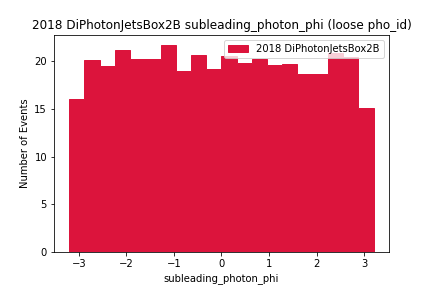 2018 DiPhotonJetsBox2B subleading_photon_phi (loose pho_id)
2018 DiPhotonJetsBox2B
Number of Events
20
15
10
5
0
−3 −2 −1 0 1 2 3
subleading_photon_phi